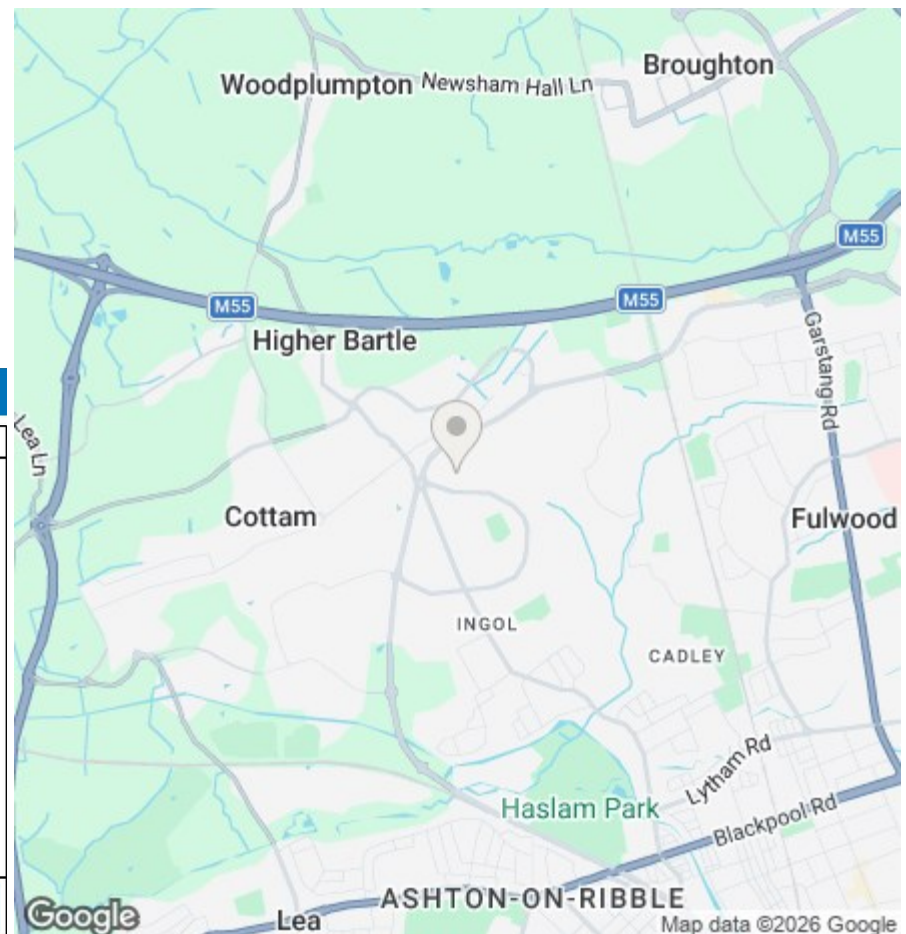 Broughton
Woodplumpton
Newsham Hall Ln
M55
M55
M55
Higher Bartle
Garstang Rd
Lea Ln
Cottam
Fulwood
INGOL
CADLEY
Lytham Rd
Haslam Park
Blackpool Rd
ASHTON-ON-RIBBLE
Google
Lea
Map data ©2026 Google